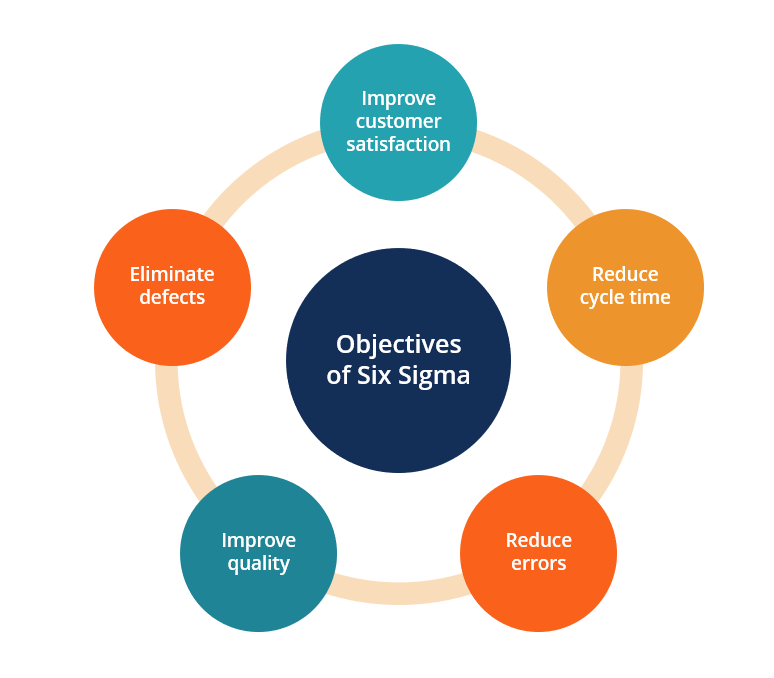 Improve
customer
satisfaction
Eliminate
defects
Reduce
cycle time
Objectives
of Six Sigma
Improve
quality
Reduce
errors